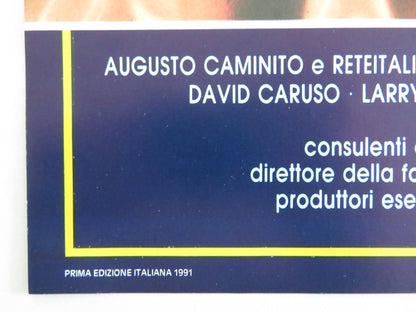 AUGUSTO CAMINITO e RETEITALI
DAVID CARUSO · LARRY
consulenti
direttore della fo
produttori ese
PRIMA EDIZIONE ITALIANA 1991